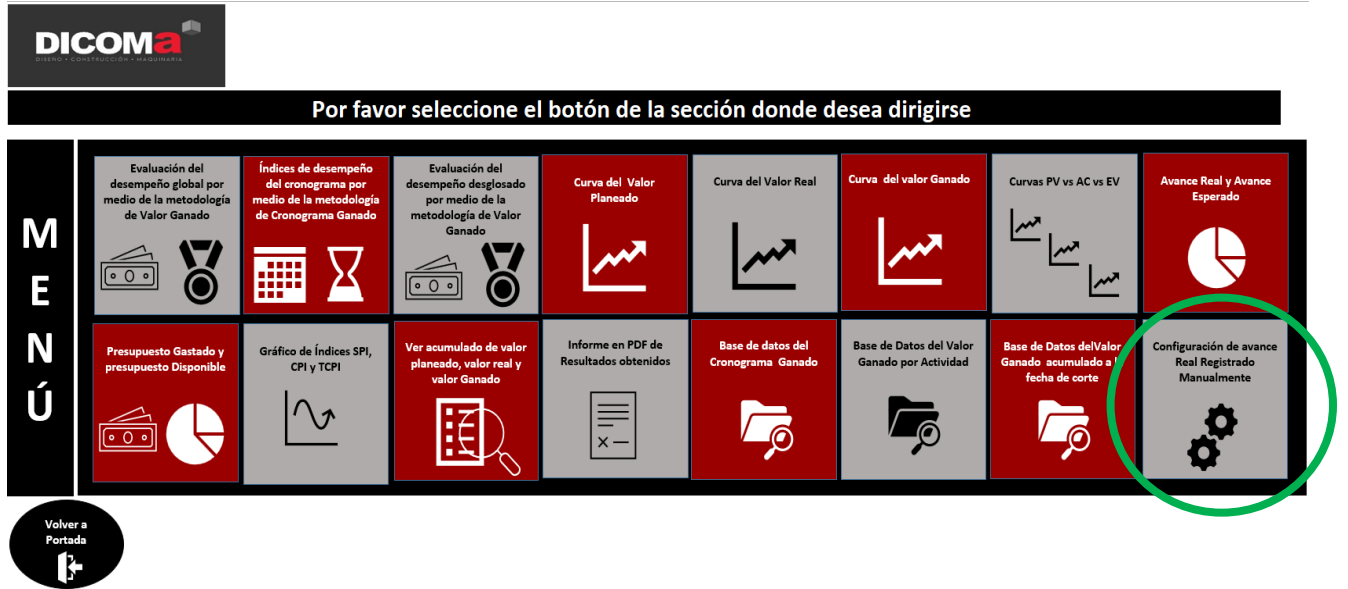 DICOMa
DISEÑO • CONSTRUCCIÓN • MAQUINARIA
Por favor seleccione el botón de la sección donde desea dirigirse
M
E
N
Ú
Evaluación del
desempeño global por
medio de la metodología
de Valor Ganado
Índices de desempeño
del cronograma por
medio de la metodología
de Cronograma Ganado
Evaluación del
desempeño desglosado
por medio de la
metodología de Valor
Ganado
Curva del Valor
Planeado
Curva del Valor Real
Curva del valor Ganado
Curvas PV vs AC vs EV
Avance Real y Avance
Esperado
Presupuesto Gastado y
presupuesto Disponible
Gráfico de Índices SPI,
CPI y TCPI
Ver acumulado de valor
planeado, valor real y
valor Ganado
Informe en PDF de
Resultados obtenidos
Base de datos del
Cronograma Ganado
Base de Datos del Valor
Ganado por Actividad
Base de Datos delValor
Ganado acumulado a la
fecha de corte
Configuración de avance
Real Registrado
Manualmente
Volver a
Portada